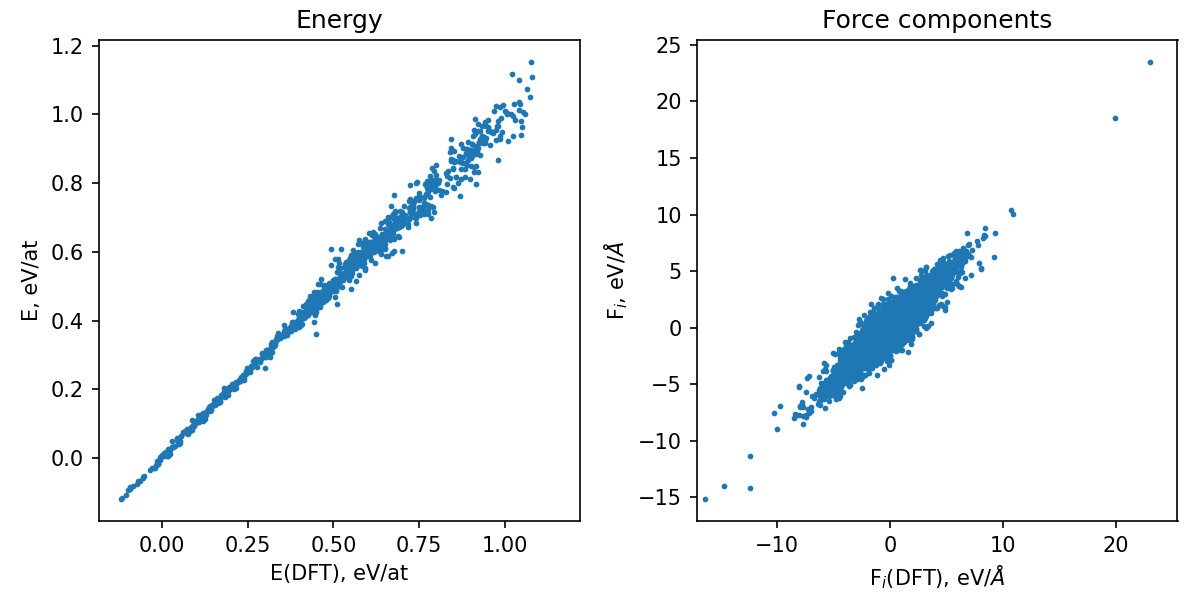 Energy
1.2
1.0
0.8
0.6
0.4
0.2
0.0
E, eV/at
0.00 0.25 0.50 0.75 1.00
E(DFT), eV/at
Force components
25
20
15
10
5
0
−5
−10
−15
Fᵢ, eV/Å
−10 0 10 20
Fᵢ(DFT), eV/Å